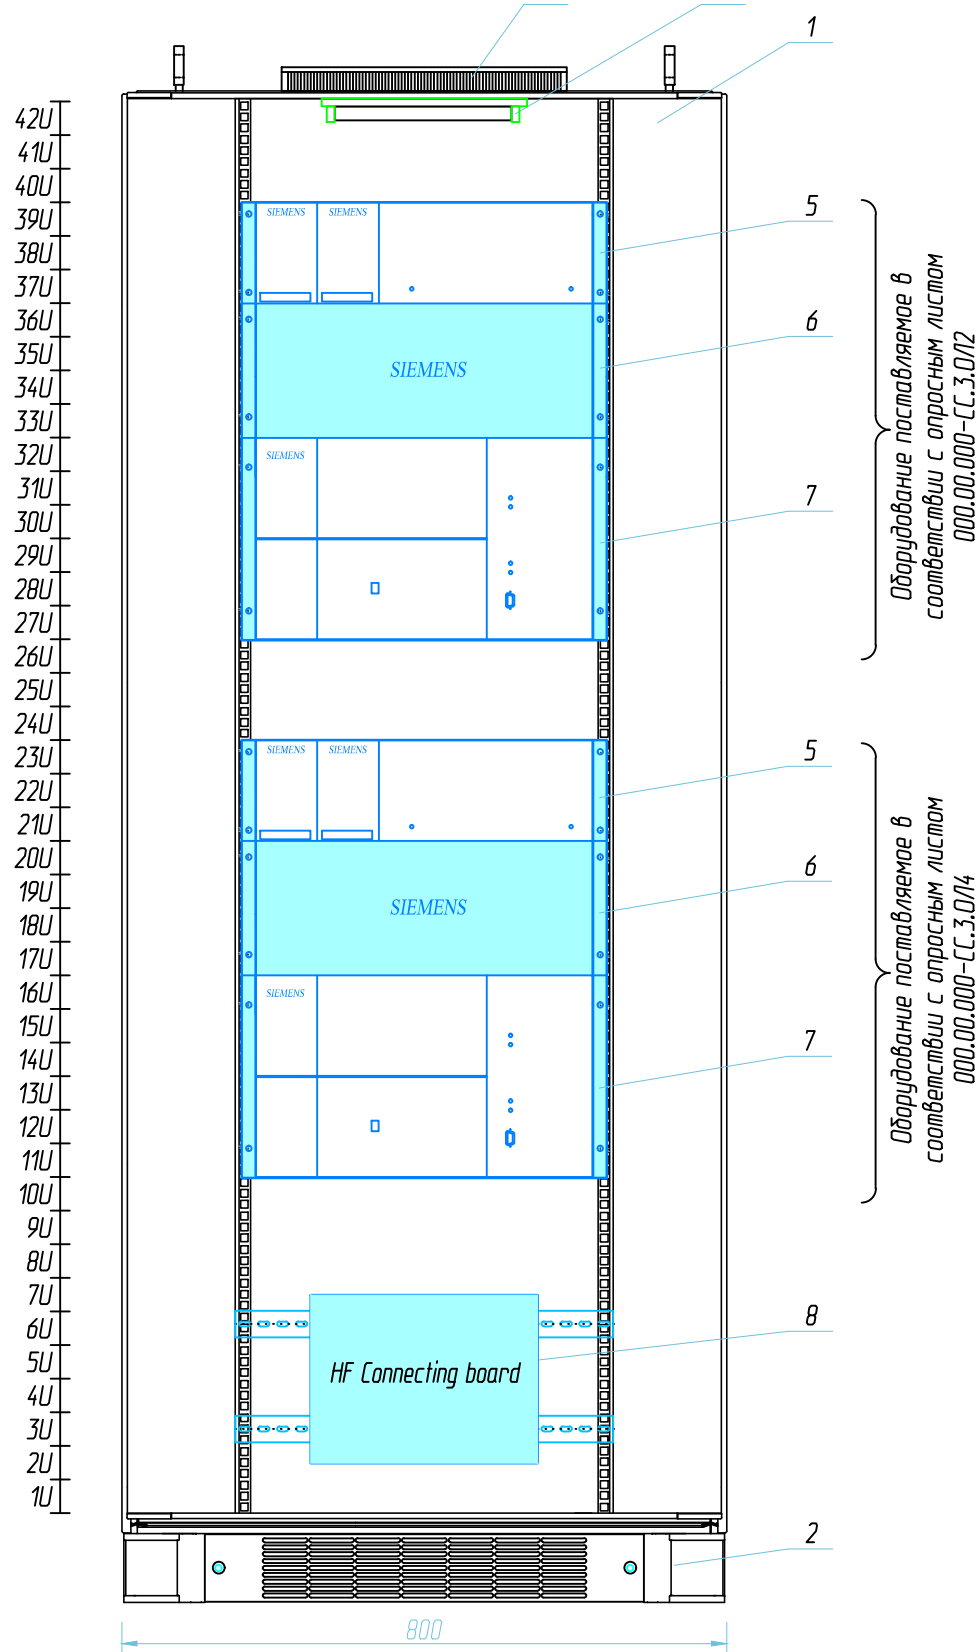 1
42U
41U
40U
39U
38U
37U
36U
35U
34U
33U
32U
31U
30U
29U
28U
27U
26U
25U
24U
23U
22U
21U
20U
19U
18U
17U
16U
15U
14U
13U
12U
11U
10U
9U
8U
7U
6U
5U
4U
3U
2U
1U
SIEMENS SIEMENS
SIEMENS
SIEMENS
5
6
7
Оборудование поставляемое в
соответствии с опросным листом
000.00.000-СС.3.ОЛ2
SIEMENS SIEMENS
SIEMENS
SIEMENS
5
6
7
Оборудование поставляемое в
соответствии с опросным листом
000.00.000-СС.3.ОЛ4
HF Connecting board
8
2
800